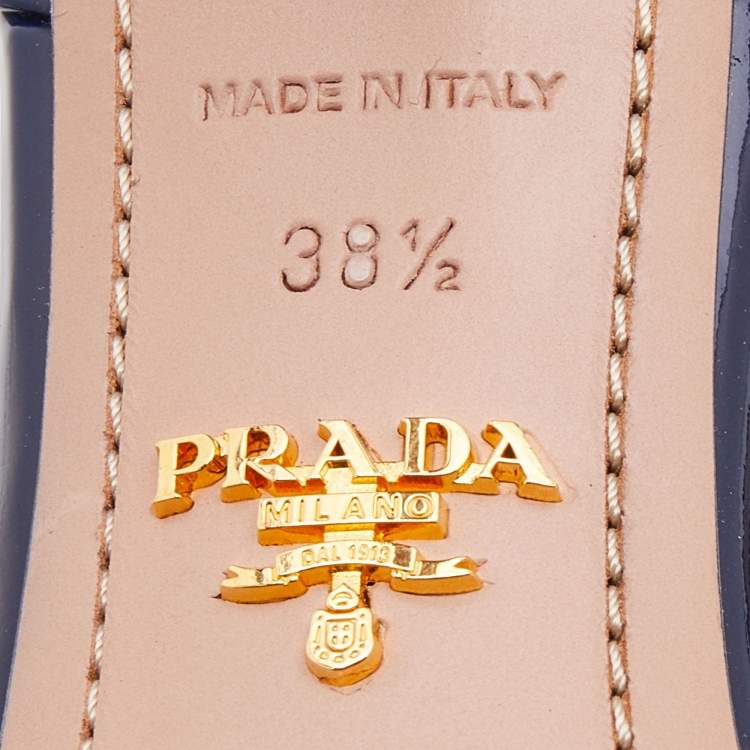 MADE IN ITALY
38½
PRADA
MILANO
DAL 1913